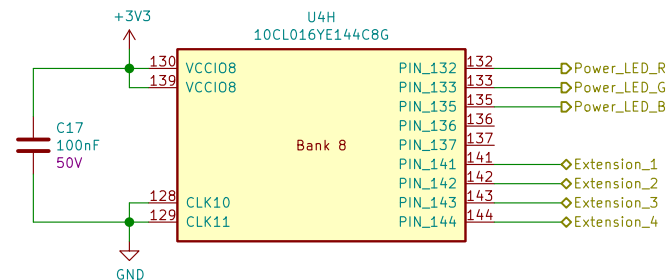 +3V3
U4H
10CL016YE144C8G
130 VCCIO8 PIN_132 132 Power_LED_R
139 VCCIO8 PIN_133 133 Power_LED_G
PIN_135 135 Power_LED_B
PIN_136 136
PIN_137 137
C17
100nF
50V
Bank 8
PIN_141 141 Extension_1
PIN_142 142 Extension_2
128 CLK10 PIN_143 143 Extension_3
129 CLK11 PIN_144 144 Extension_4
GND